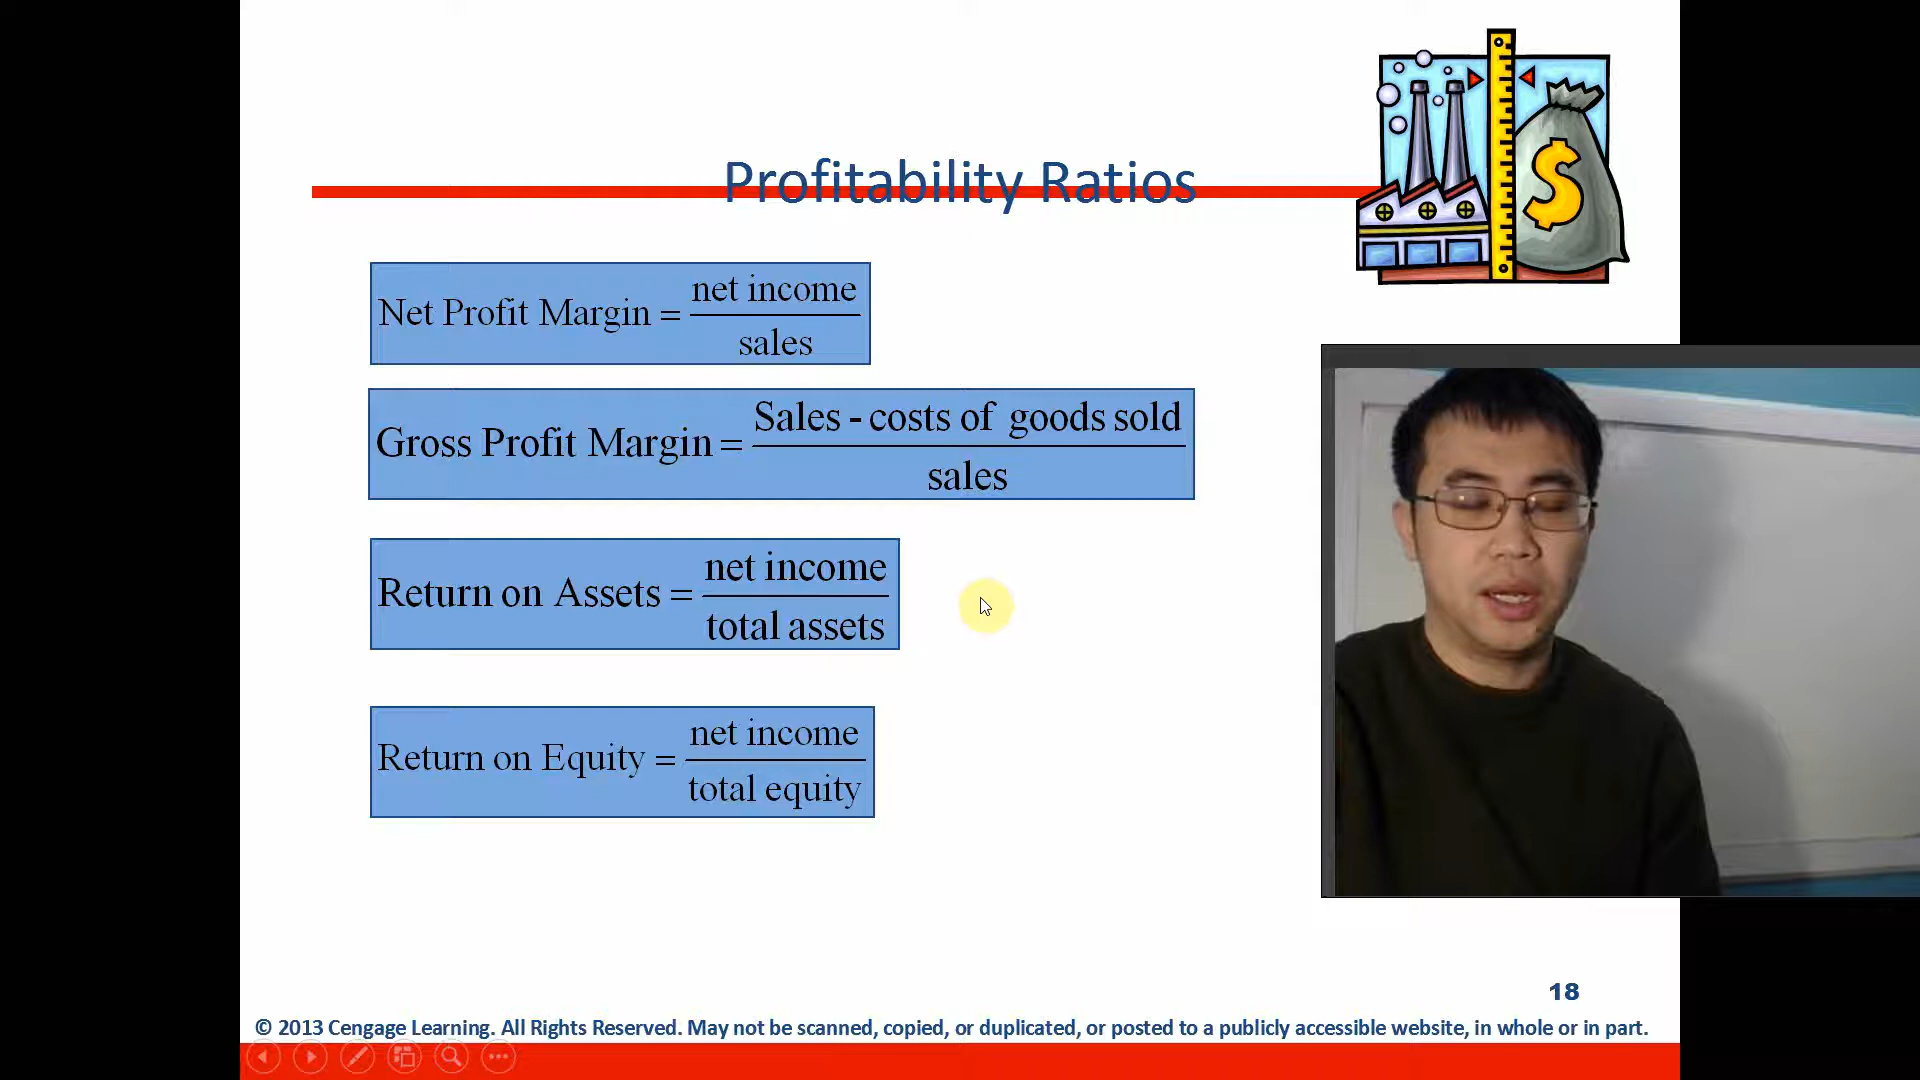 Profitability Ratios
$
Net Profit Margin = net income / sales
Gross Profit Margin = Sales - costs of goods sold / sales
Return on Assets = net income / total assets
Return on Equity = net income / total equity
18
© 2013 Cengage Learning. All Rights Reserved. May not be scanned, copied, or duplicated, or posted to a publicly accessible website, in whole or in part.